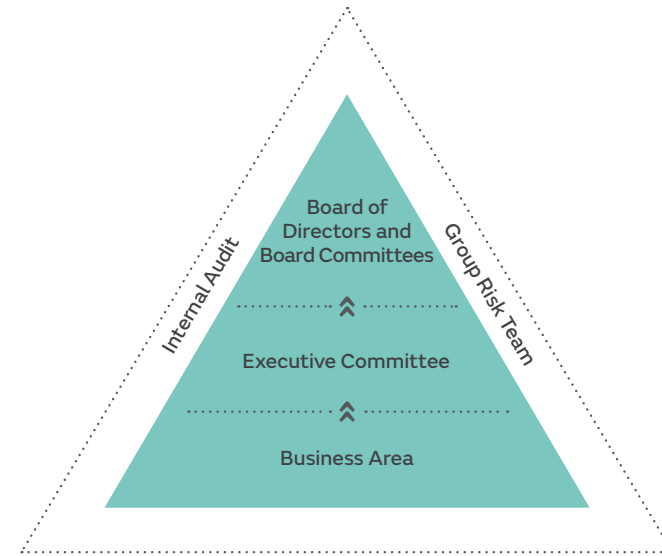 Board of
Directors and
Board Committees
Internal Audit
Group Risk Team
Executive Committee
Business Area